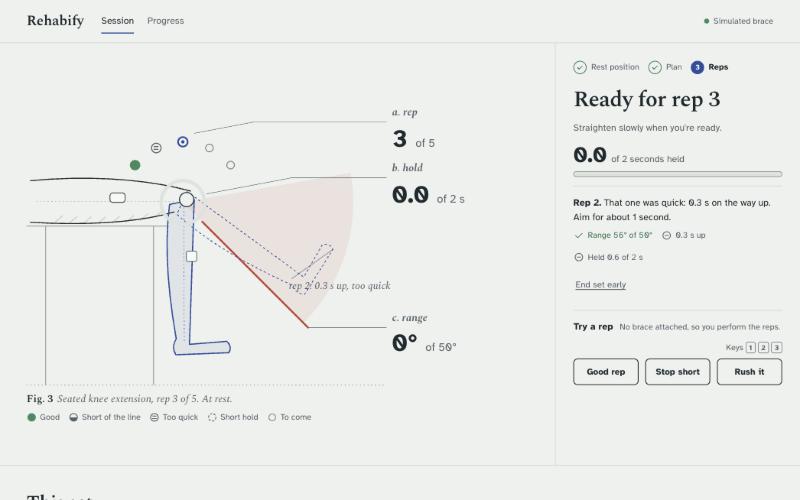 Rehabify
Session
Progress
Simulated brace
a. rep
3 of 5
b. hold
0.0 of 2 s
rep 2: 0.3 s up, too quick
c. range
0° of 50°
Fig. 3 Seated knee extension, rep 3 of 5. At rest.
Good
Short of the line
Too quick
Short hold
To come
Rest position
Plan
3 Reps
Ready for rep 3
Straighten slowly when you're ready.
0.0 of 2 seconds held
Rep 2. That one was quick: 0.3 s on the way up.
Aim for about 1 second.
Range 56° of 50°
0.3 s up
Held 0.6 of 2 s
End set early
Try a rep No brace attached, so you perform the reps.
Keys 1 2 3
Good rep
Stop short
Rush it